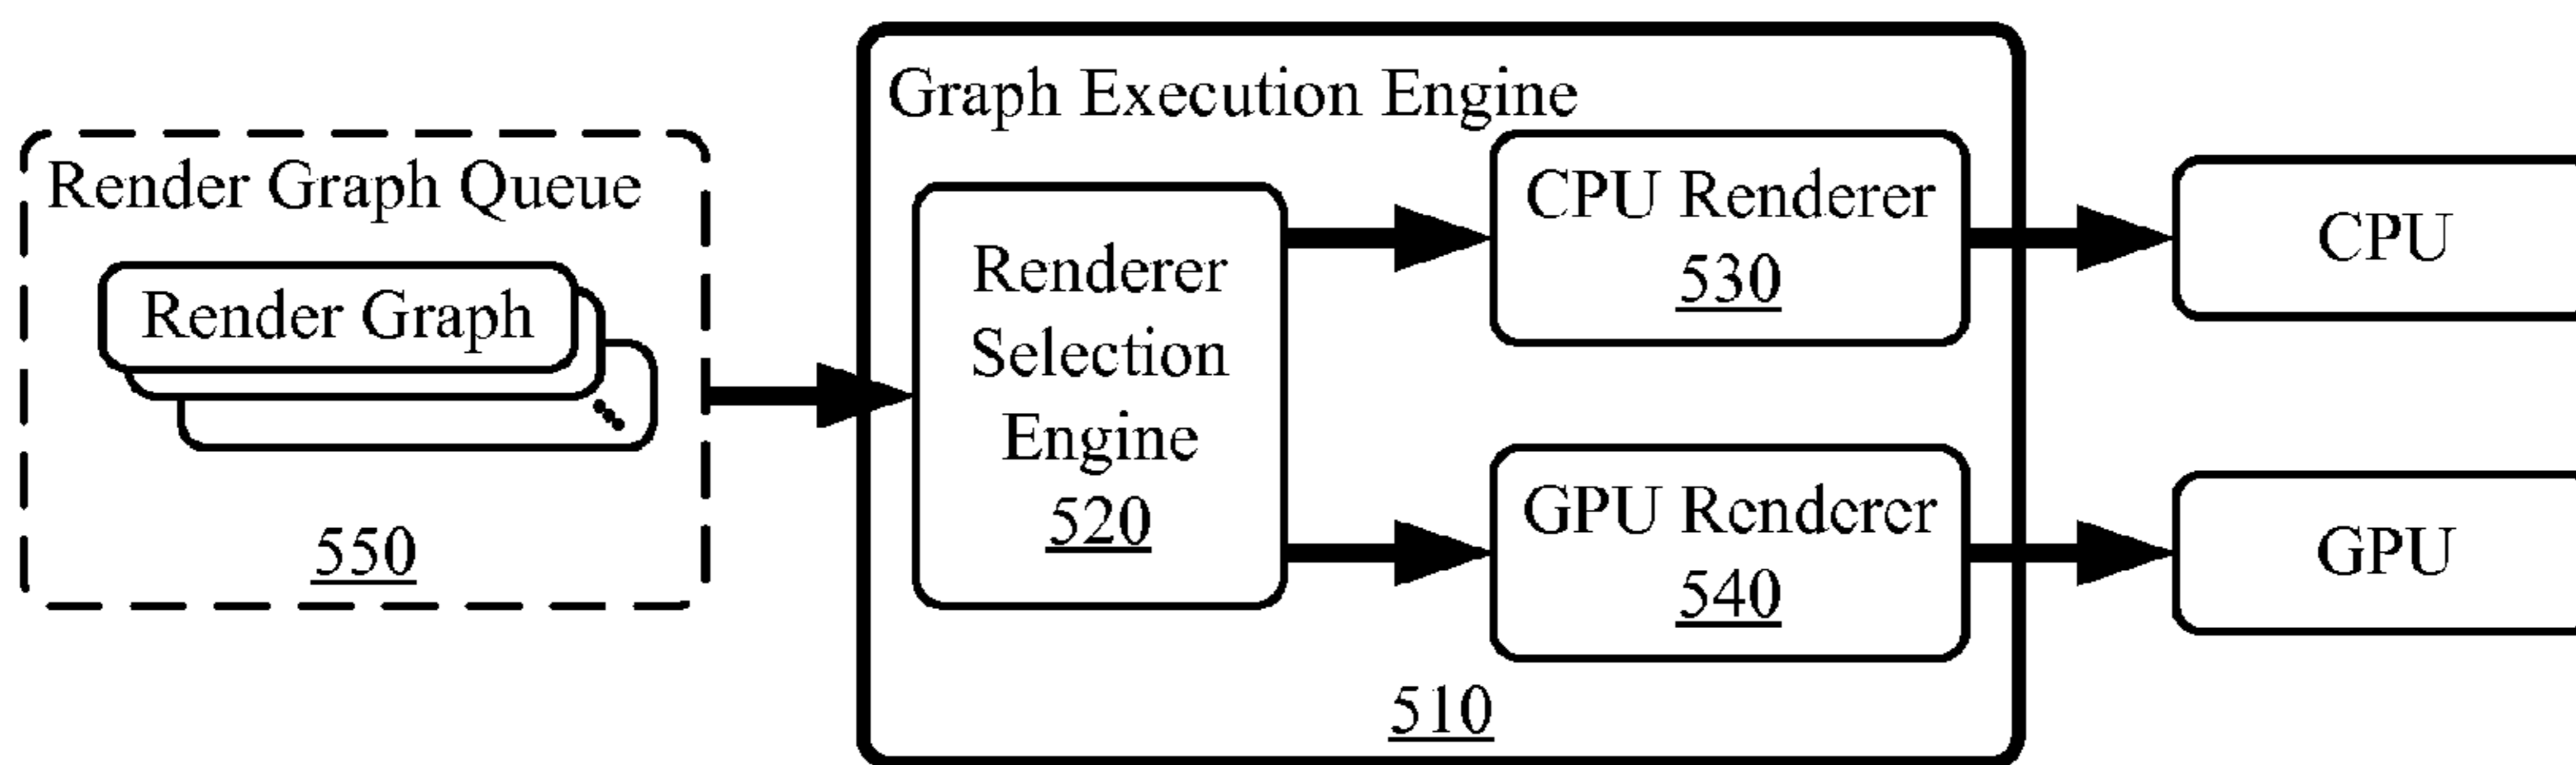 Render Graph Queue
Render Graph
550
Graph Execution Engine
Renderer
Selection
Engine
520
CPU Renderer
530
GPU Renderer
540
510
CPU
GPU